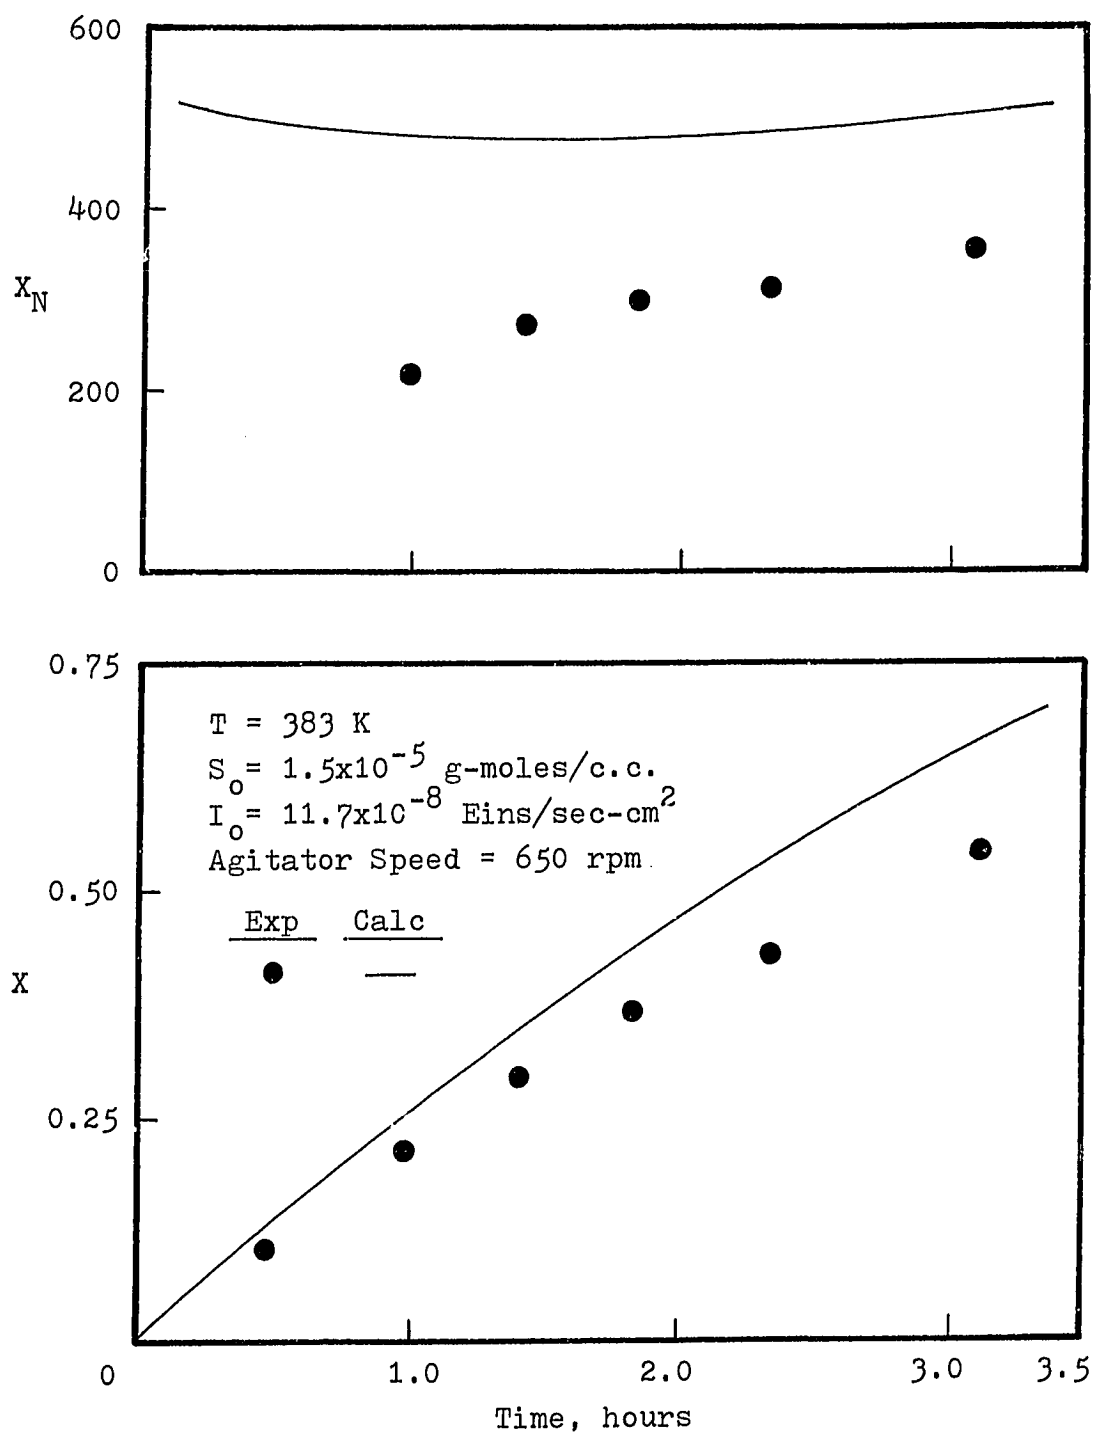 600
400
X_N
200
0
0.75
T = 383 K
S_o= 1.5x10^-5 g-moles/c.c.
I_o= 11.7x10^-8 Eins/sec-cm^2
Agitator Speed = 650 rpm
0.50
Exp Calc
X
0.25
0 1.0 2.0 3.0 3.5
Time, hours